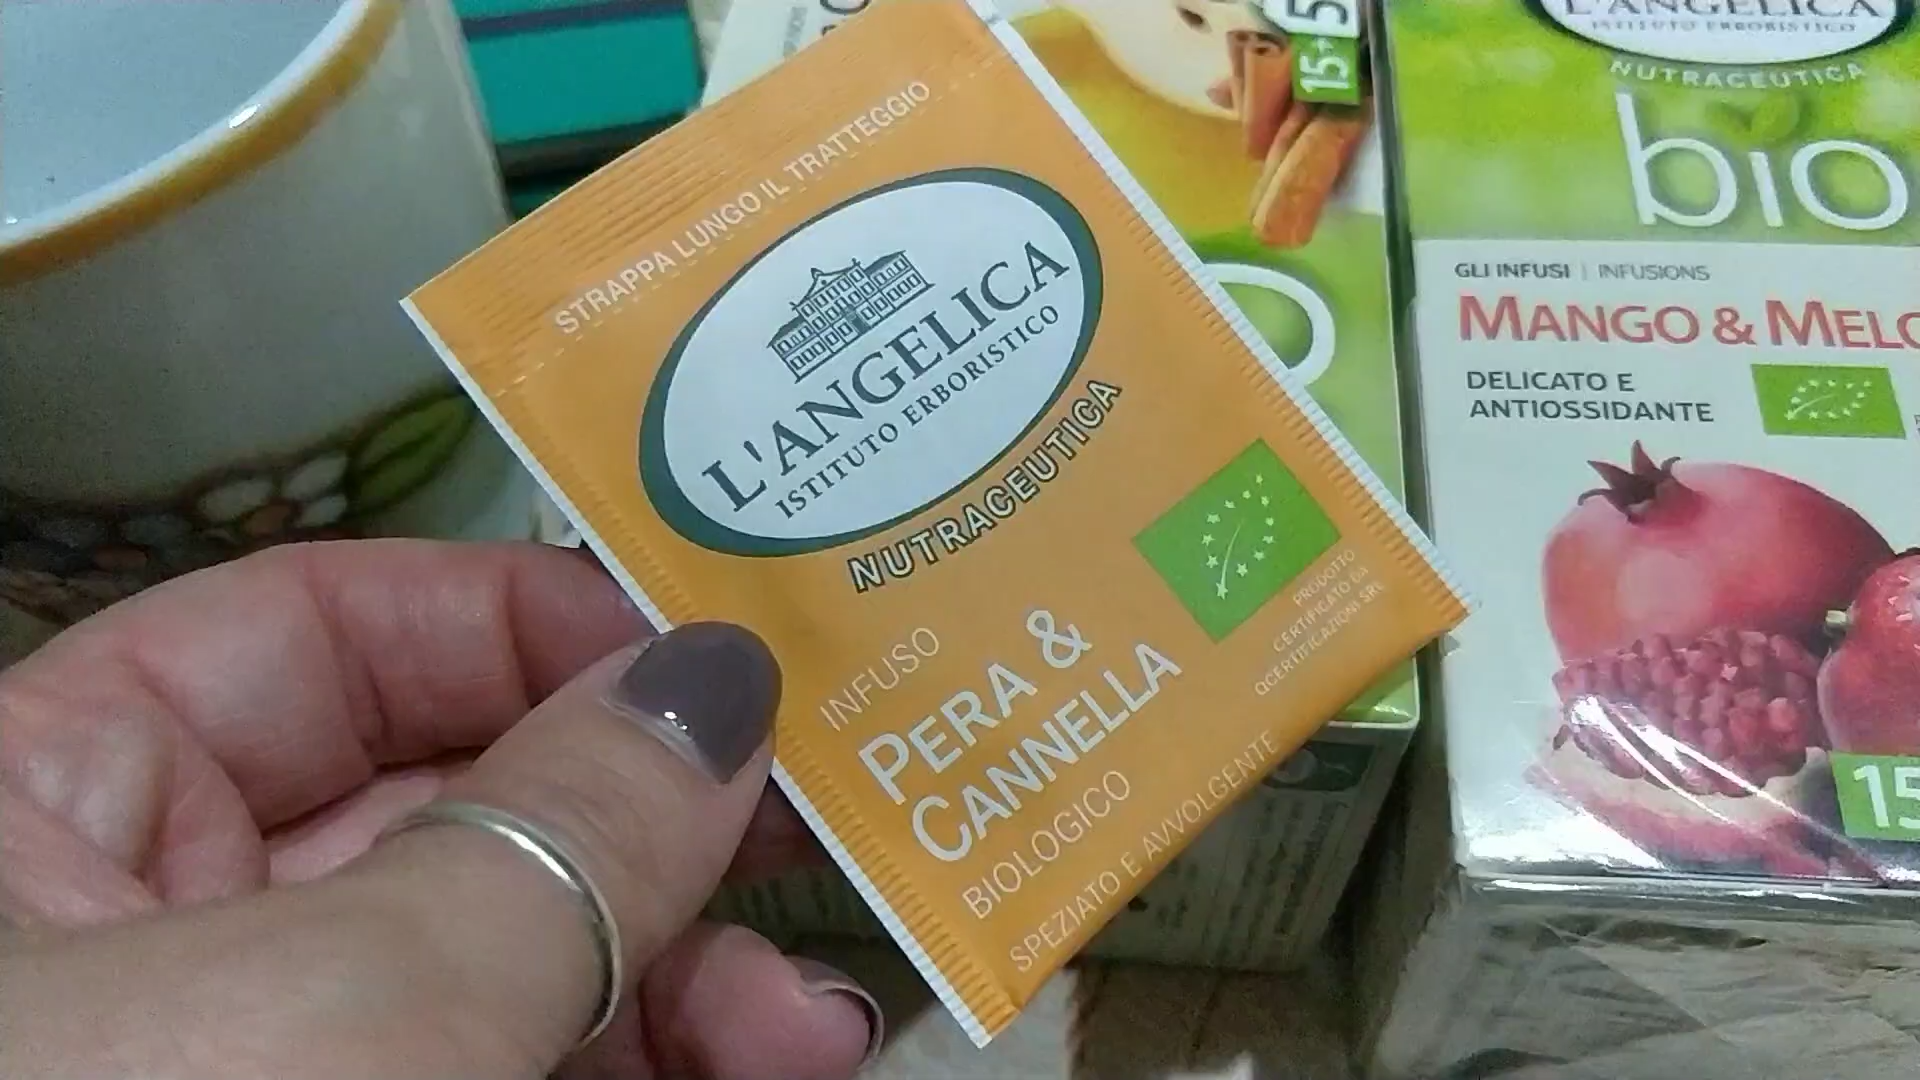 STRAPPA LUNGO IL TRATTEGGIO
L'ANGELICA
ISTITUTO ERBORISTICO
NUTRACEUTICA
INFUSO
PERA &
CANNELLA
BIOLOGICO
SPEZIATO E AVVOLGENTE
PRODOTTO
CERTIFICATO DA
QCERTIFICAZIONI SRL
15+5
L'ANGELICA
ISTITUTO ERBORISTICO
NUTRACEUTICA
bio
GLI INFUSI | INFUSIONS
MANGO &
DELICATO E
ANTIOSSIDANTE
15